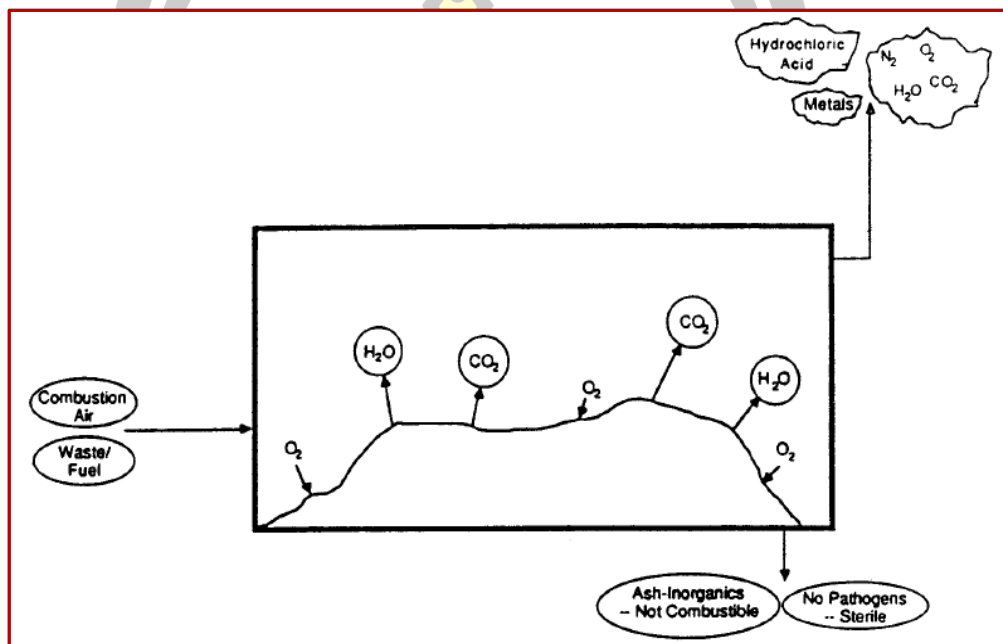 Hydrochloric
Acid
N₂
O₂
H₂O
CO₂
Metals
H₂O
CO₂
CO₂
H₂O
O₂
O₂
O₂
Combustion
Air
Waste/
Fuel
Ash-Inorganics
-- Not Combustible
No Pathogens
-- Sterile